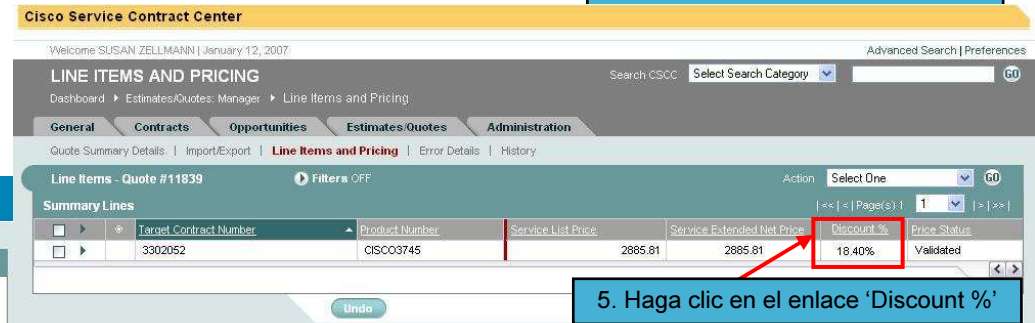 Cisco Service Contract Center
Welcome SUSAN ZELLMANN | January 12, 2007
Advanced Search | Preferences
LINE ITEMS AND PRICING
Search CSCC Select Search Category GO
Dashboard Estimates/Quotes: Manager Line Items and Pricing
General Contracts Opportunities Estimates/Quotes Administration
Quote Summary Details | Import/Export | Line Items and Pricing | Error Details | History
Line Items - Quote #11839 Filters OFF Action Select One GO
Summary Lines |<< | < | Page(s) 1 1 | > | >> |
Target Contract Number Product Number Service List Price Service Extended Net Price Discount % Price Status
3302052 CISCO3745 2885.81 2885.81 18.40% Validated
Undo
5. Haga clic en el enlace ‘Discount %’